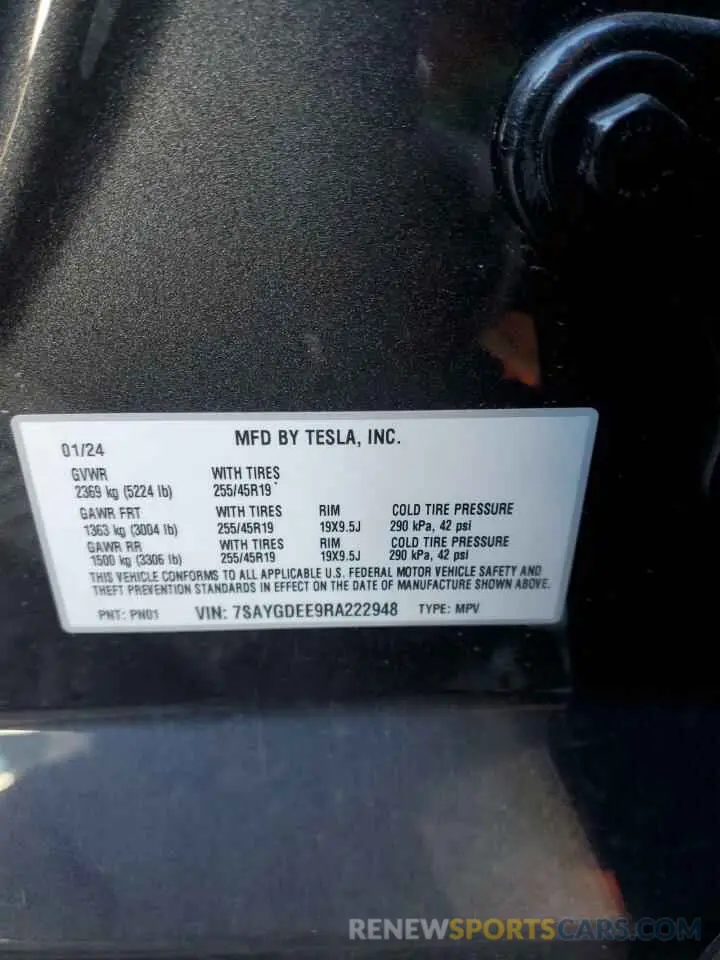 01/24 MFD BY TESLA, INC.
GVWR WITH TIRES
2369 kg (5224 lb) 255/45R19
GAWR FRT WITH TIRES RIM COLD TIRE PRESSURE
1363 kg (3004 lb) 255/45R19 19X9.5J 290 kPa, 42 psi
GAWR RR WITH TIRES RIM COLD TIRE PRESSURE
1500 kg (3306 lb) 255/45R19 19X9.5J 290 kPa, 42 psi
THIS VEHICLE CONFORMS TO ALL APPLICABLE U.S. FEDERAL MOTOR VEHICLE SAFETY AND
THEFT PREVENTION STANDARDS IN EFFECT ON THE DATE OF MANUFACTURE SHOWN ABOVE.
PNT: PN01 VIN: 7SAYGDEE9RA222948 TYPE: MPV
RENEWSPORTSCARS.COM